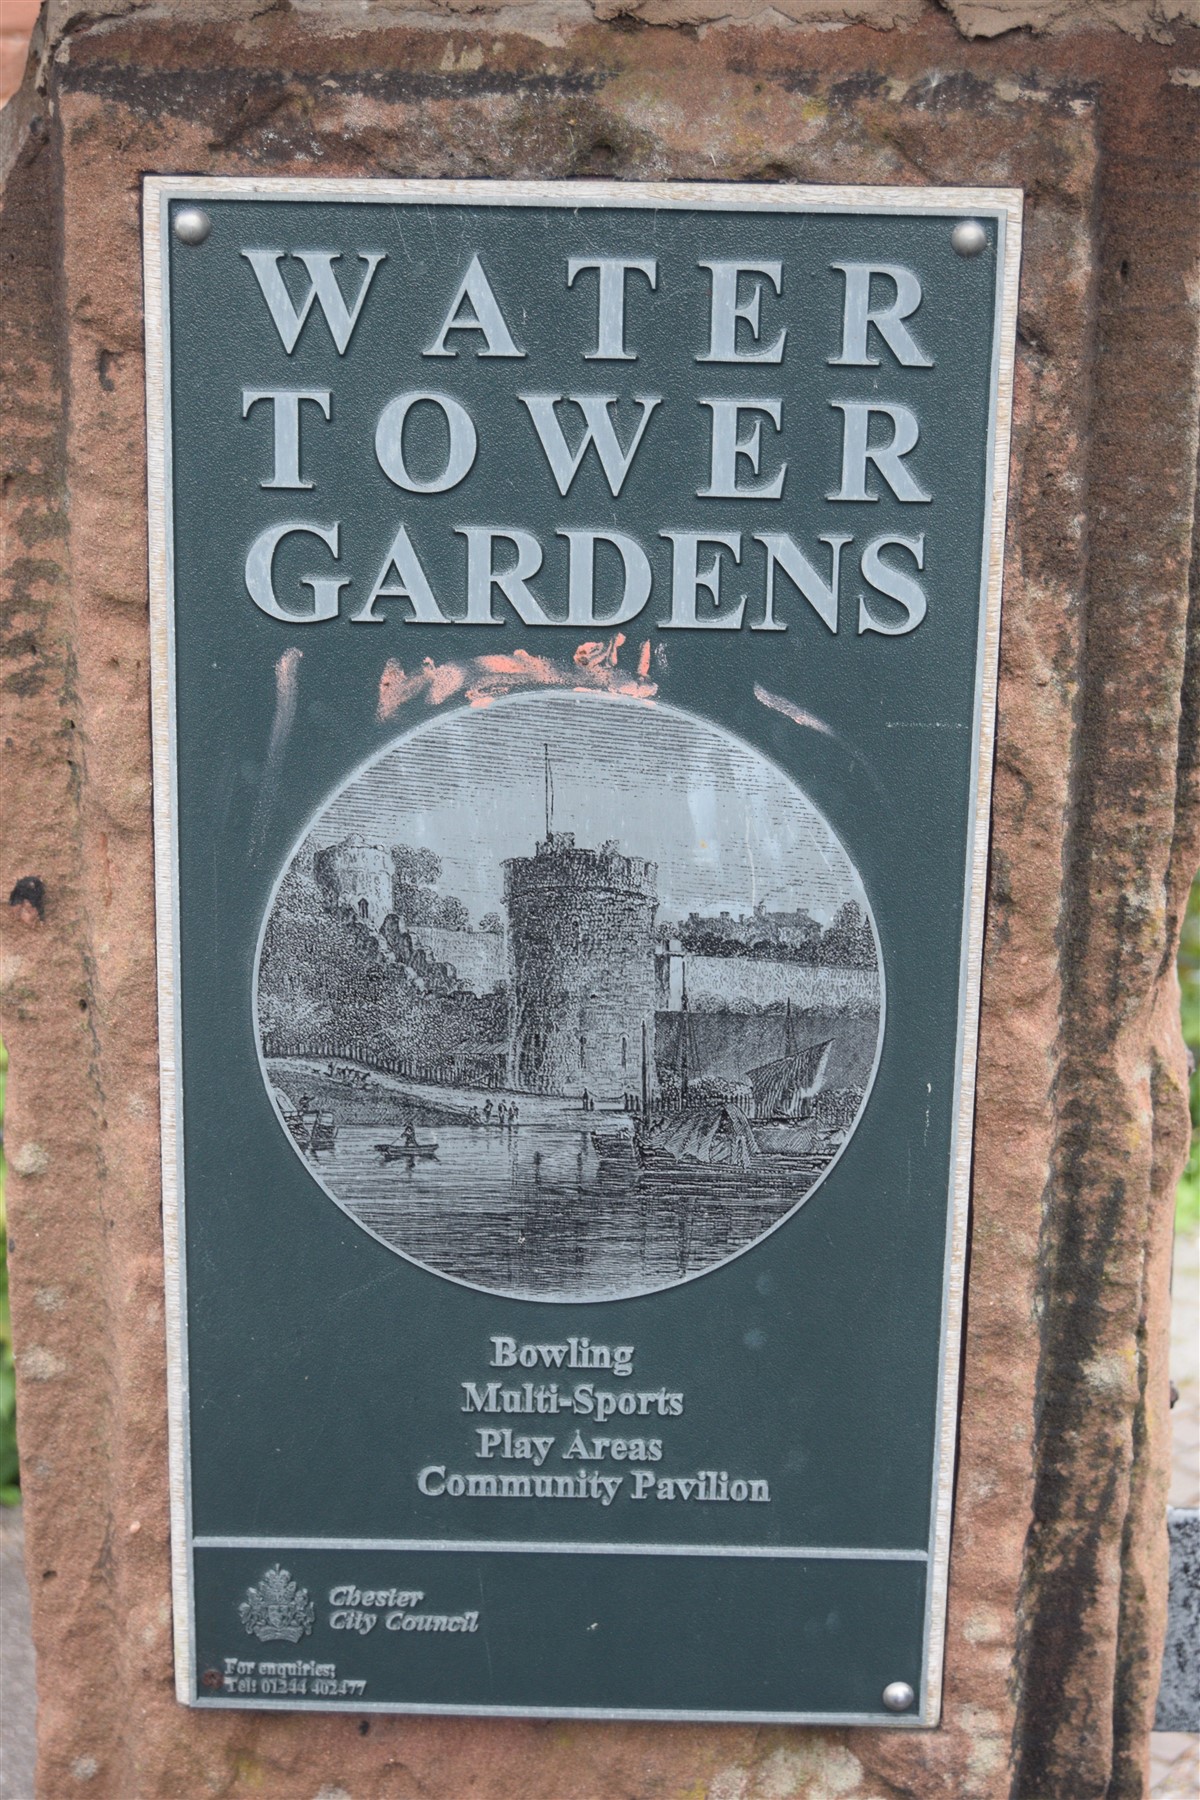 WATER
TOWER
GARDENS
Bowling
Multi-Sports
Play Areas
Community Pavilion
Chester
City Council
For enquiries;
Tel: 01244 402477